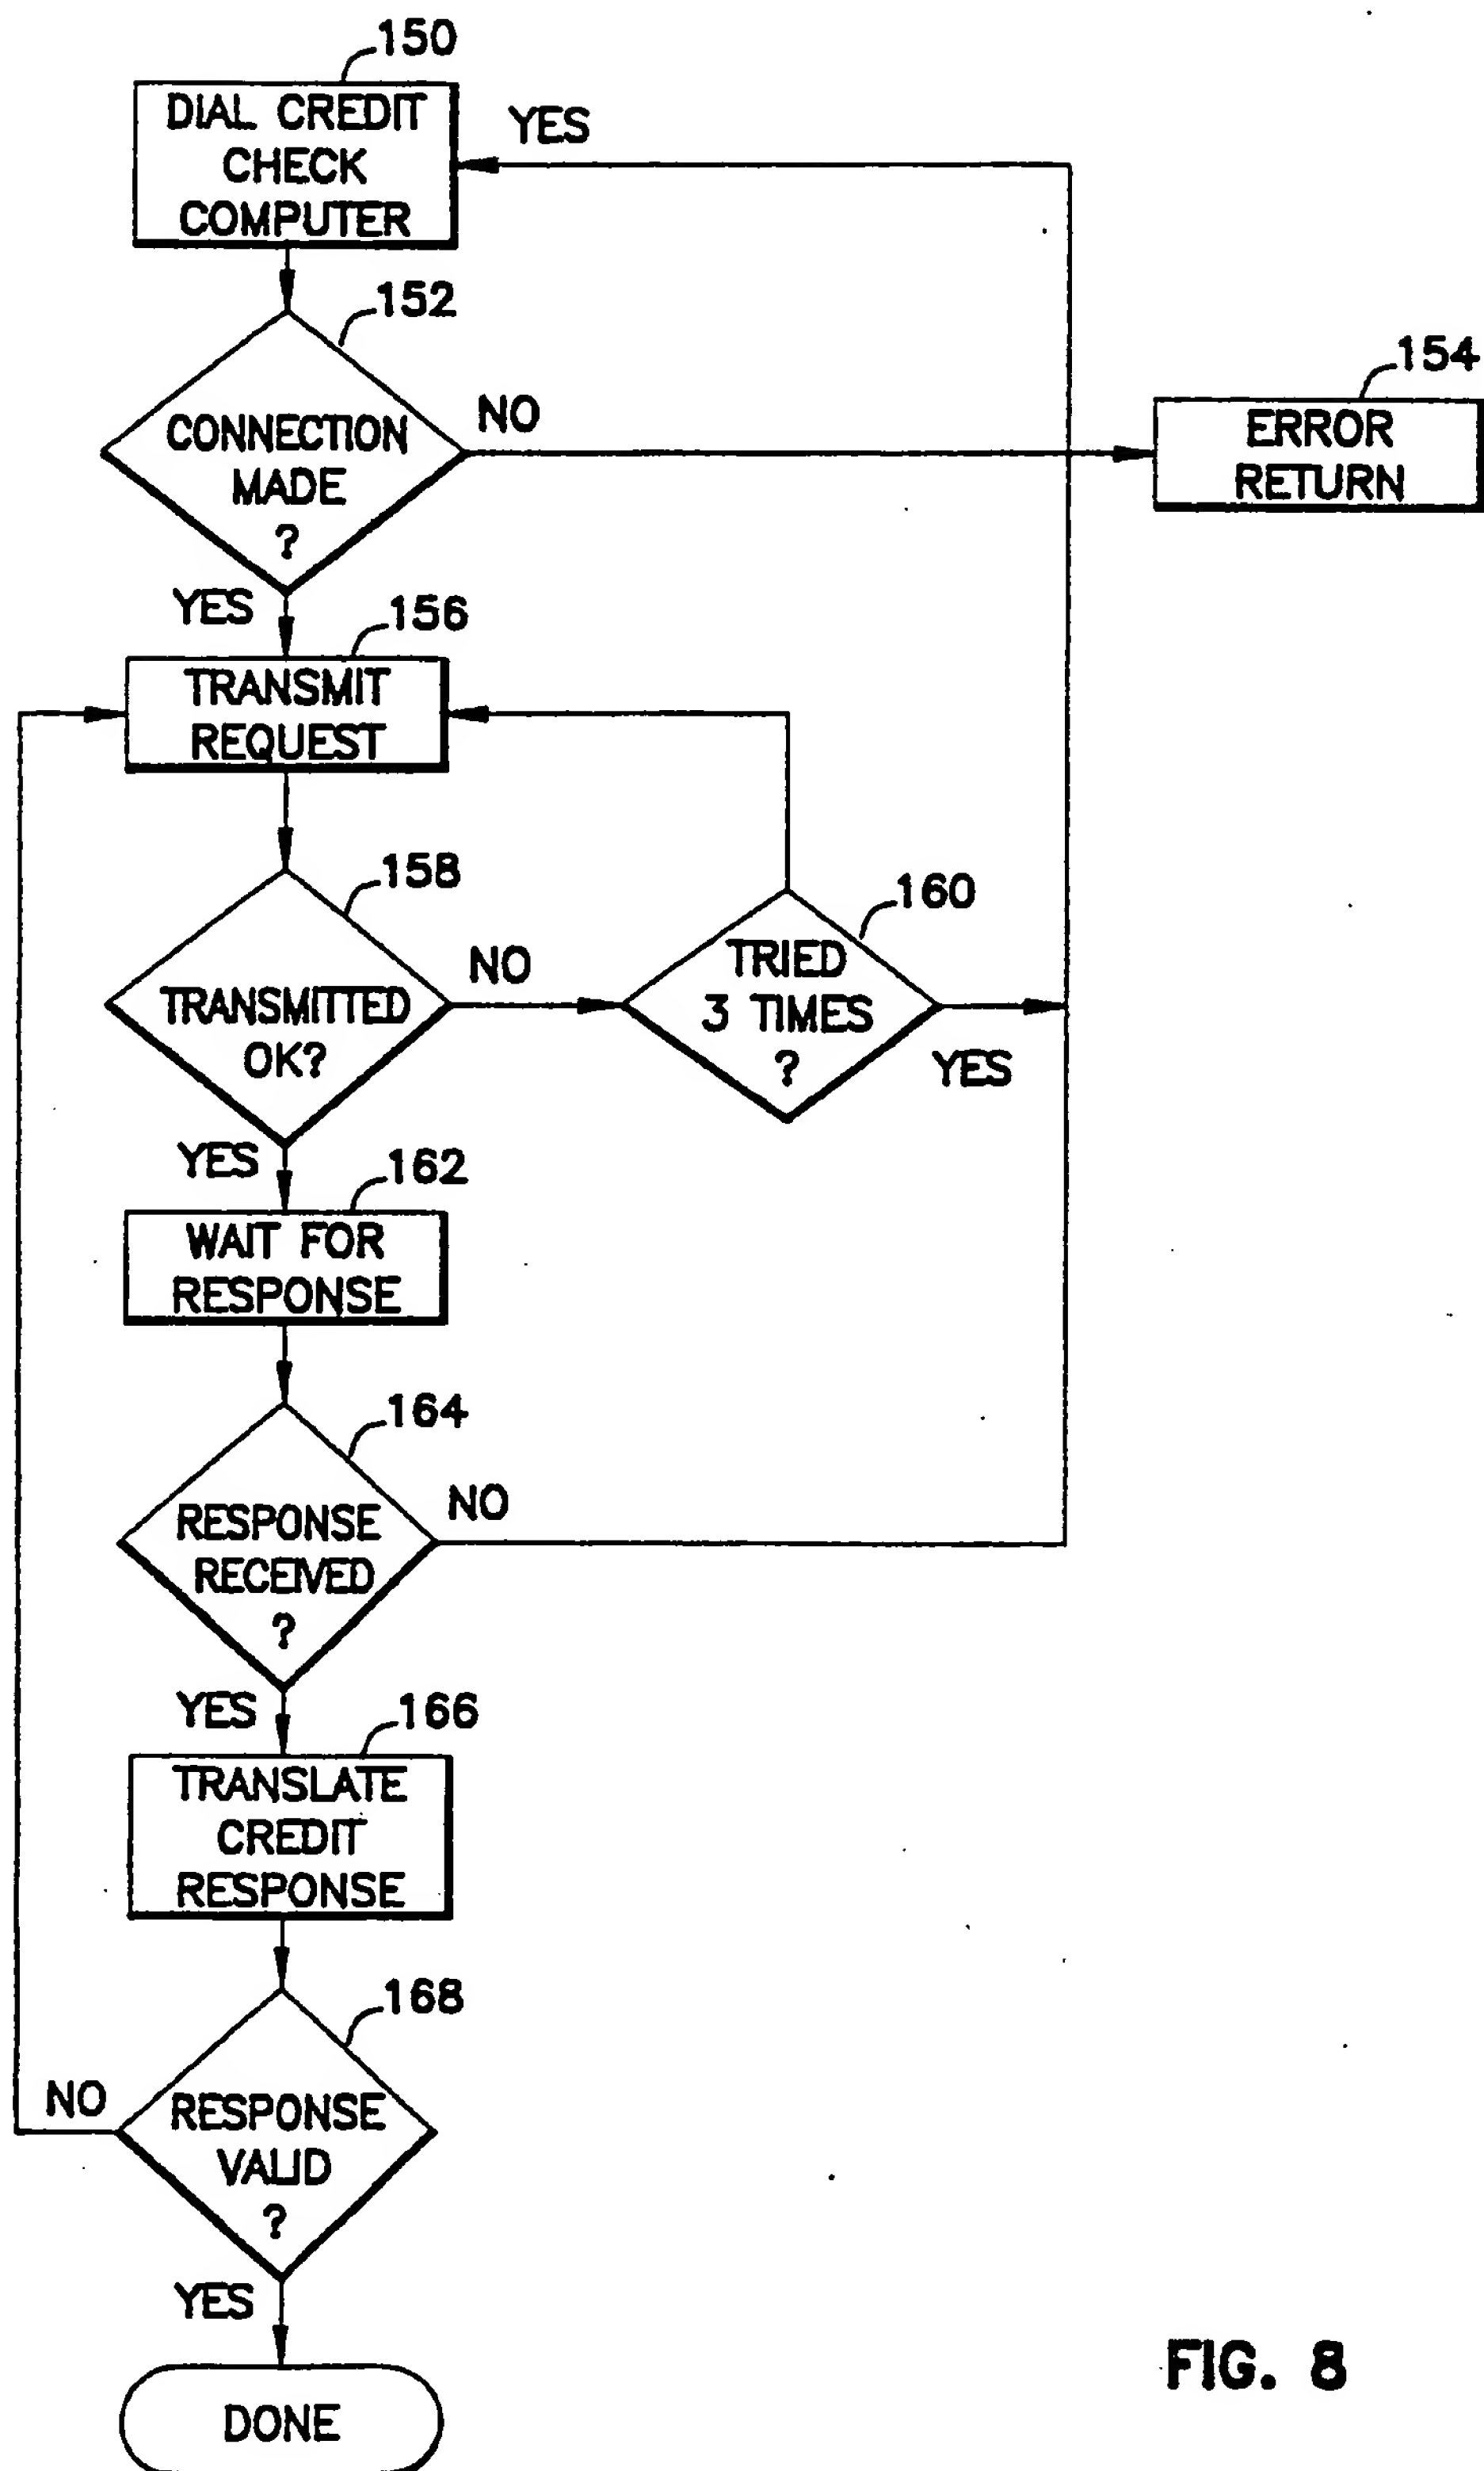 150
DIAL CREDIT
CHECK
COMPUTER
YES
152
CONNECTION
MADE
?
NO
154
ERROR
RETURN
YES
156
TRANSMIT
REQUEST
158
TRANSMITTED
OK?
NO
160
TRIED
3 TIMES
?
YES
YES
162
WAIT FOR
RESPONSE
164
RESPONSE
RECEIVED
?
NO
YES
166
TRANSLATE
CREDIT
RESPONSE
168
RESPONSE
VALID
?
NO
YES
DONE
FIG. 8